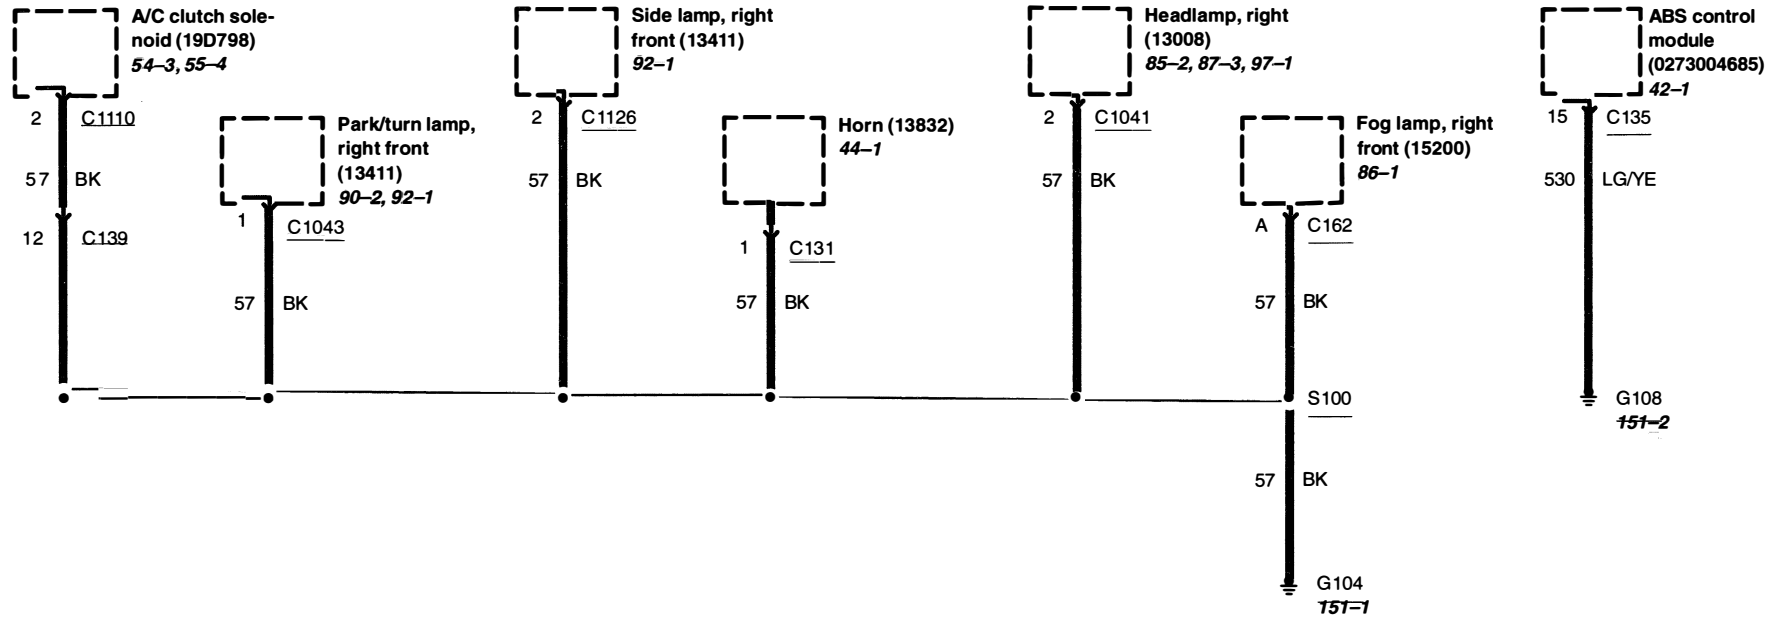 A/C clutch sole-
noid (19D798)
54–3, 55–4
2 C1110
57 BK
12 C139
Park/turn lamp,
right front
(13411)
90–2, 92–1
1 C1043
57 BK
Side lamp, right
front (13411)
92–1
2 C1126
57 BK
Horn (13832)
44–1
1 C131
57 BK
Headlamp, right
(13008)
85–2, 87–3, 97–1
2 C1041
57 BK
Fog lamp, right
front (15200)
86–1
A C162
57 BK
S100
57 BK
G104
151–1
ABS control
module
(0273004685)
42–1
15 C135
530 LG/YE
G108
151–2